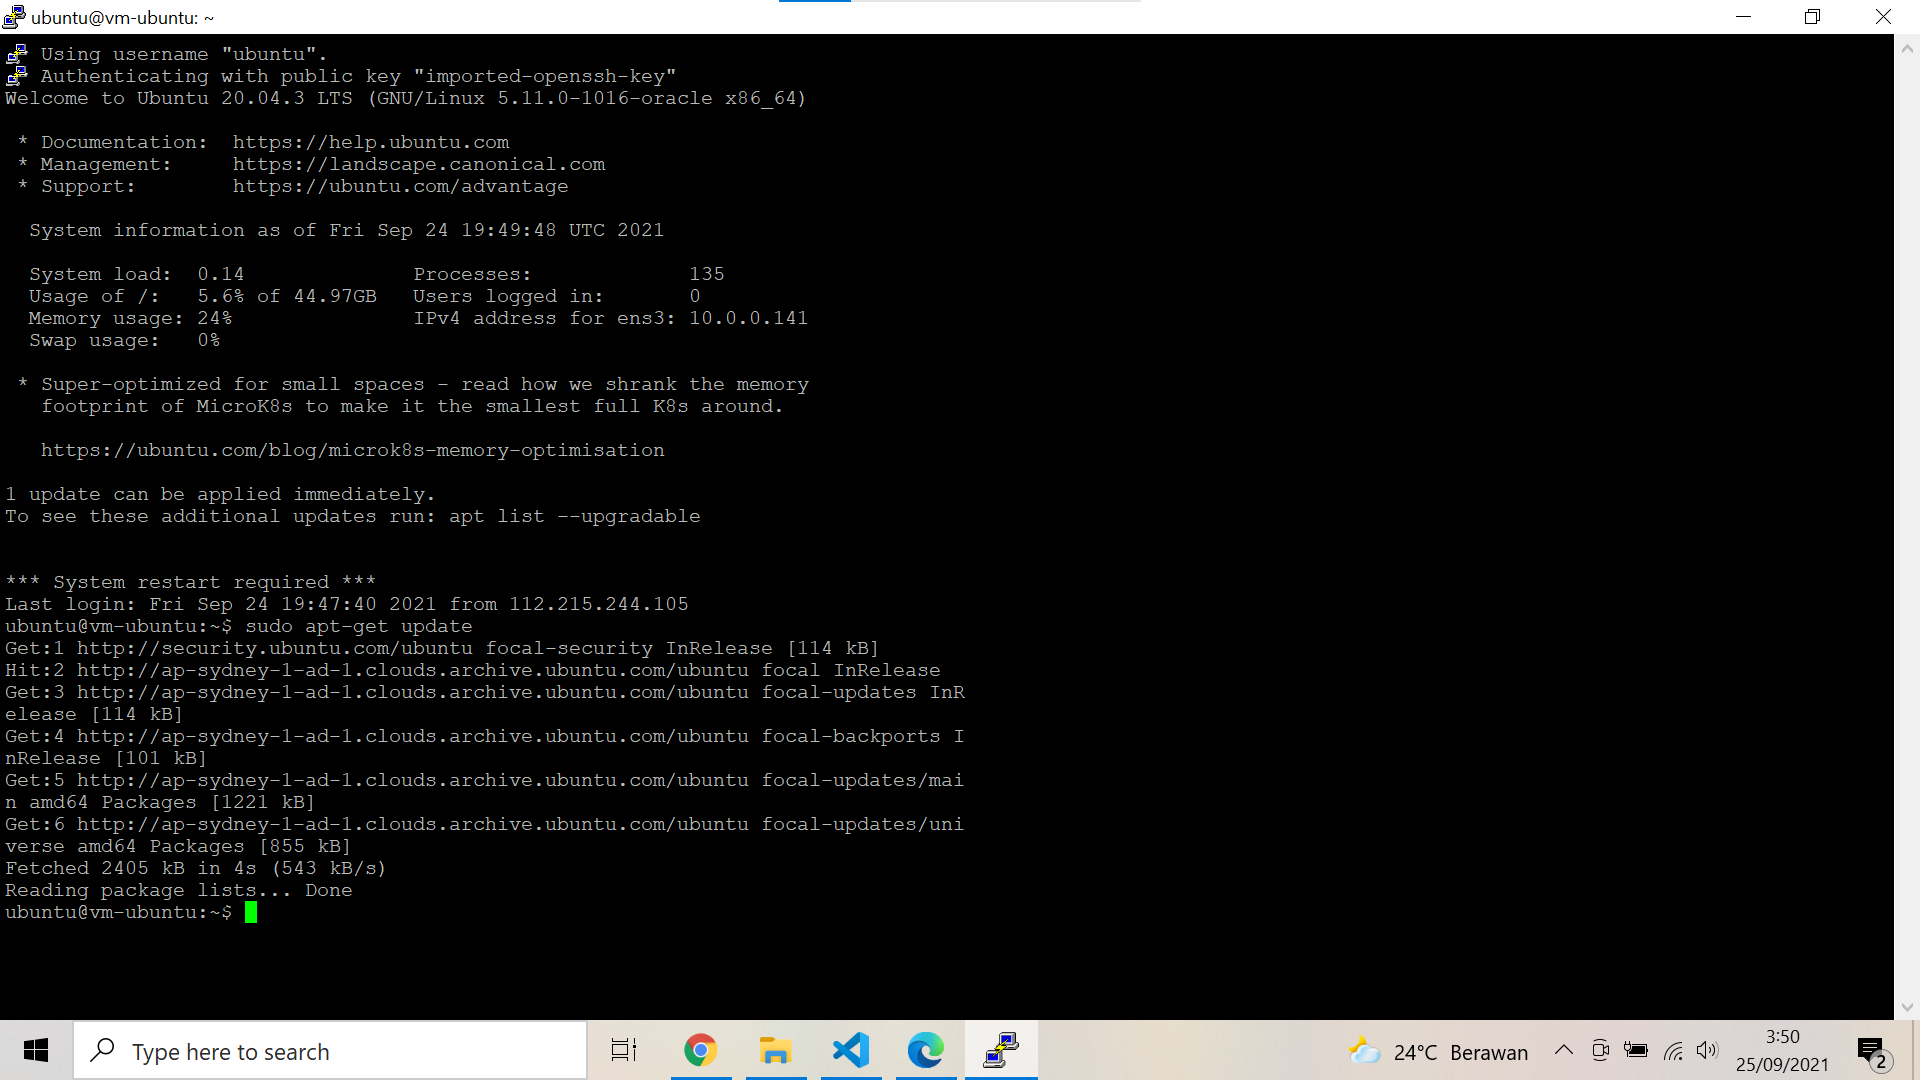 ubuntu@vm-ubuntu: ~
Using username "ubuntu".
Authenticating with public key "imported-openssh-key"
Welcome to Ubuntu 20.04.3 LTS (GNU/Linux 5.11.0-1016-oracle x86_64)
* Documentation:  https://help.ubuntu.com
* Management:     https://landscape.canonical.com
* Support:        https://ubuntu.com/advantage
System information as of Fri Sep 24 19:49:48 UTC 2021
System load:  0.14              Processes:             135
Usage of /:   5.6% of 44.97GB   Users logged in:       0
Memory usage: 24%               IPv4 address for ens3: 10.0.0.141
Swap usage:   0%
* Super-optimized for small spaces - read how we shrank the memory
footprint of MicroK8s to make it the smallest full K8s around.
https://ubuntu.com/blog/microk8s-memory-optimisation
1 update can be applied immediately.
To see these additional updates run: apt list --upgradable
*** System restart required ***
Last login: Fri Sep 24 19:47:40 2021 from 112.215.244.105
ubuntu@vm-ubuntu:~$ sudo apt-get update
Get:1 http://security.ubuntu.com/ubuntu focal-security InRelease [114 kB]
Hit:2 http://ap-sydney-1-ad-1.clouds.archive.ubuntu.com/ubuntu focal InRelease
Get:3 http://ap-sydney-1-ad-1.clouds.archive.ubuntu.com/ubuntu focal-updates InR
elease [114 kB]
Get:4 http://ap-sydney-1-ad-1.clouds.archive.ubuntu.com/ubuntu focal-backports I
nRelease [101 kB]
Get:5 http://ap-sydney-1-ad-1.clouds.archive.ubuntu.com/ubuntu focal-updates/mai
n amd64 Packages [1221 kB]
Get:6 http://ap-sydney-1-ad-1.clouds.archive.ubuntu.com/ubuntu focal-updates/uni
verse amd64 Packages [855 kB]
Fetched 2405 kB in 4s (543 kB/s)
Reading package lists... Done
ubuntu@vm-ubuntu:~$
Type here to search
24°C Berawan
3:50
25/09/2021
2